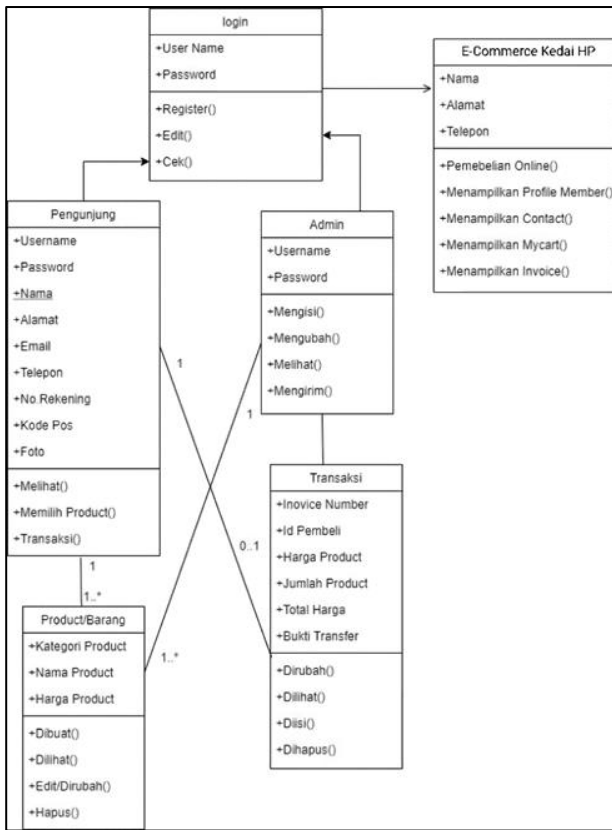 login
+User Name
+Password
+Register()
+Edit()
+Cek()
E-Commerce Kedai HP
+Nama
+Alamat
+Telepon
+Pemebelian Online()
+Menampilkan Profile Member()
+Menampilkan Contact()
+Menampilkan Mycart()
+Menampilkan Invoice()
Pengunjung
+Username
+Password
+Nama
+Alamat
+Email
+Telepon
+No.Rekening
+Kode Pos
+Foto
+Melihat()
+Memilih Product()
+Transaksi()
Admin
+Username
+Password
+Mengisi()
+Mengubah()
+Melihat()
+Mengirim()
1
1
0..1
1
1..*
1..*
Transaksi
+Inovice Number
+Id Pembeli
+Harga Product
+Jumlah Product
+Total Harga
+Bukti Transfer
+Dirubah()
+Dilihat()
+Diisi()
+Dihapus()
Product/Barang
+Kategori Product
+Nama Product
+Harga Product
+Dibuat()
+Dilihat()
+Edit/Dirubah()
+Hapus()